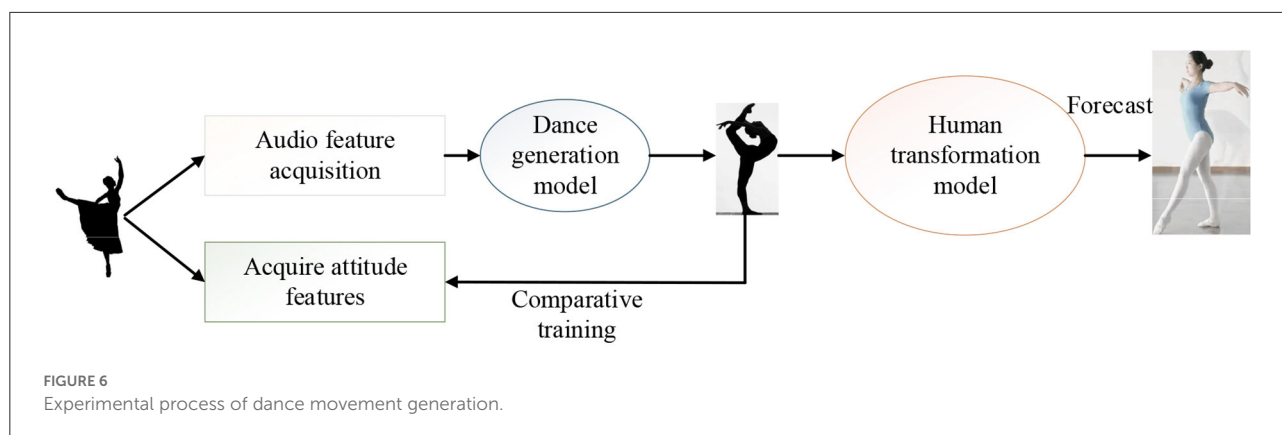 Audio feature
acquisition
Dance
generation
model
Human
transformation
model
Forecast
Acquire attitude
features
Comparative
training
FIGURE 6
Experimental process of dance movement generation.